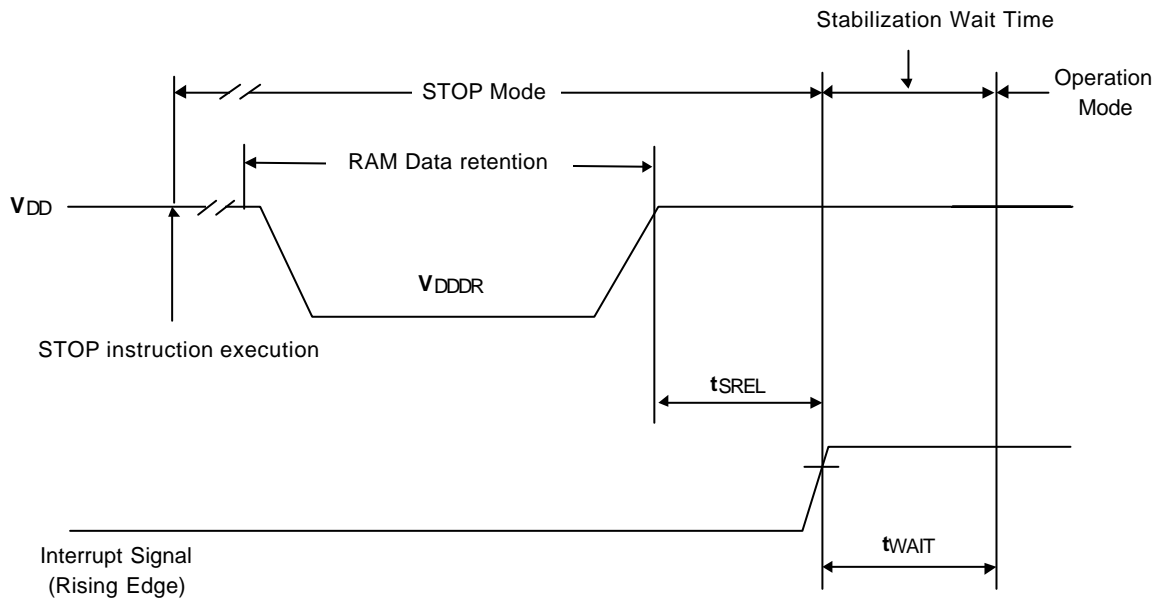 Stabilization Wait Time
STOP Mode
Operation
Mode
RAM Data retention
VDD
VDDDR
STOP instruction execution
tSREL
Interrupt Signal
(Rising Edge)
tWAIT